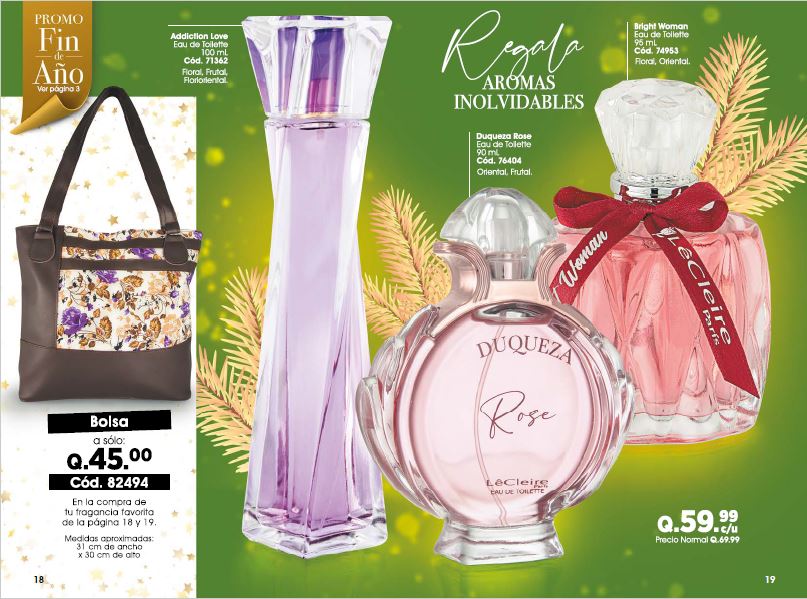 PROMO
Fin
de
Año
Ver página 3
Bolsa
a sólo:
Q.45.00
Cód. 82494
En la compra de
tu fragancia favorita
de la página 18 y 19.
Medidas aproximadas:
31 cm de ancho
x 30 cm de alto
18
Addiction Love
Eau de Toilette
100 ml.
Cód. 71362
Floral, Frutal,
Florioriental.
Regala
AROMAS
INOLVIDABLES
Duqueza Rose
Eau de Toilette
90 ml.
Cód. 76404
Oriental, Frutal.
Bright Woman
Eau de Toilette
95 ml.
Cód. 74953
Floral, Oriental.
Woman
LêCleire
Paris
DUQUEZA
Rose
LêCleire
Paris
EAU DE TOILETTE
Q.59.99
c/u
Precio Normal Q.69.99
19